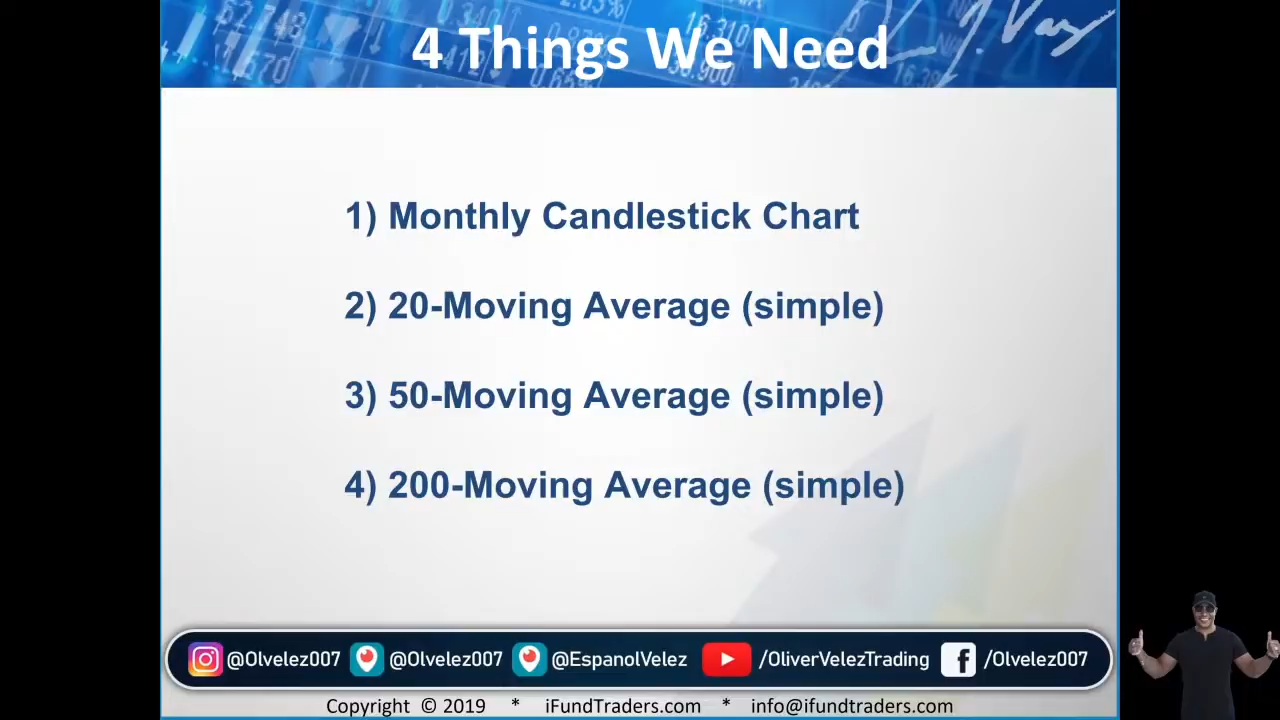 4 Things We Need
1) Monthly Candlestick Chart
2) 20-Moving Average (simple)
3) 50-Moving Average (simple)
4) 200-Moving Average (simple)
@Olvelez007 @Olvelez007 @EspanolVelez /OliverVelezTrading /Olvelez007
Copyright © 2019 * iFundTraders.com * info@ifundtraders.com